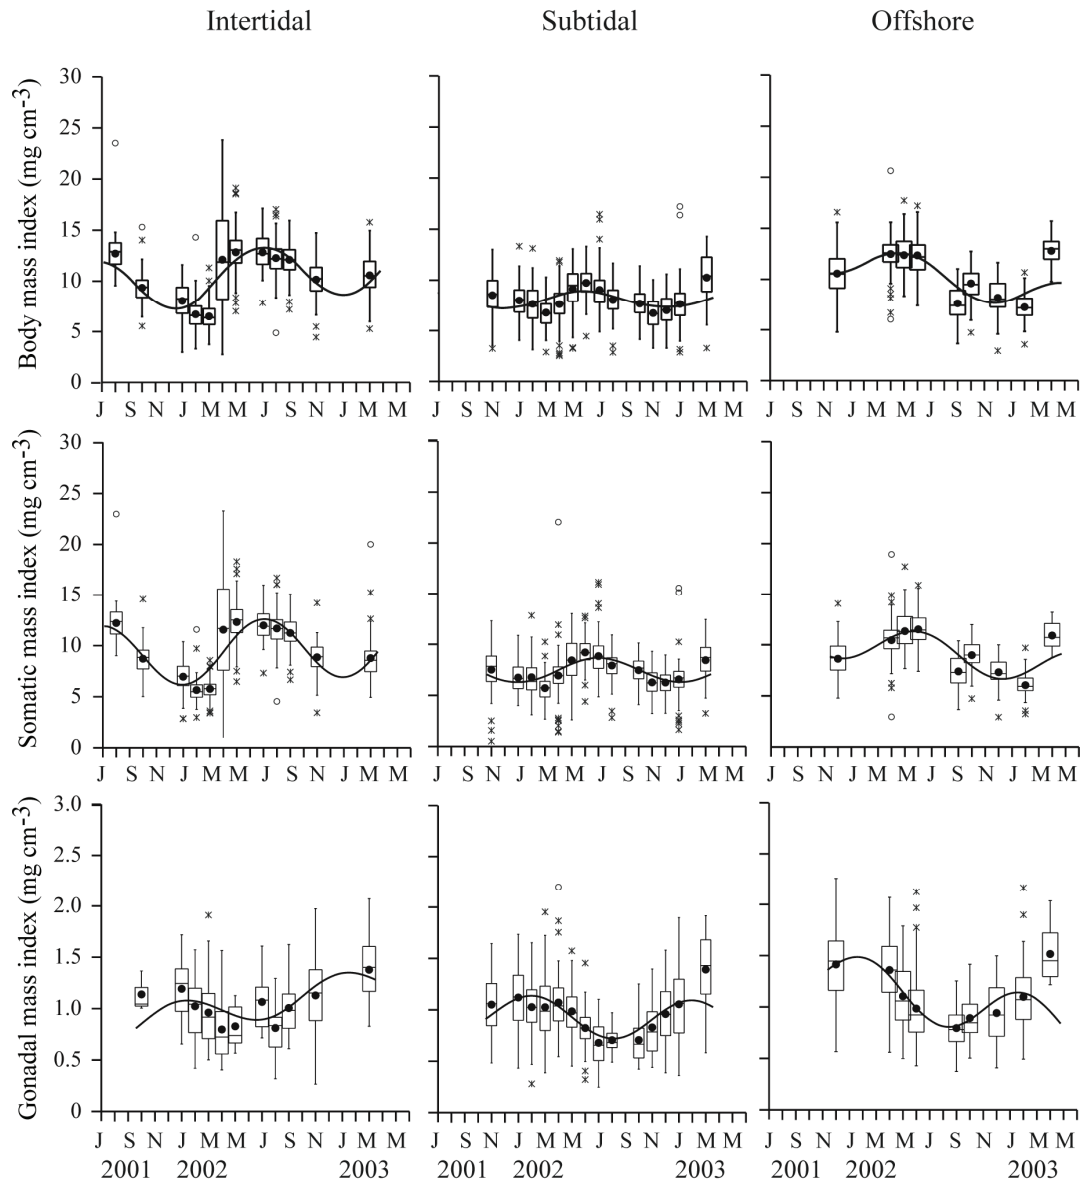 Intertidal Subtidal Offshore
Body mass index (mg cm-3)
30
25
20
15
10
5
0
J S N J M M J S N J M
J S N J M M J S N J M
J S N J M M J S N J M
Somatic mass index (mg cm-3)
30
25
20
15
10
5
0
J S N J M M J S N J M
J S N J M M J S N J M
J S N J M M J S N J M
Gonadal mass index (mg cm-3)
3.0
2.5
2.0
1.5
1.0
0.5
0
J S N J M M J S N J M
J S N J M M J S N J M
J S N J M M J S N J M
2001 2002 2003
2001 2002 2003
2001 2002 2003